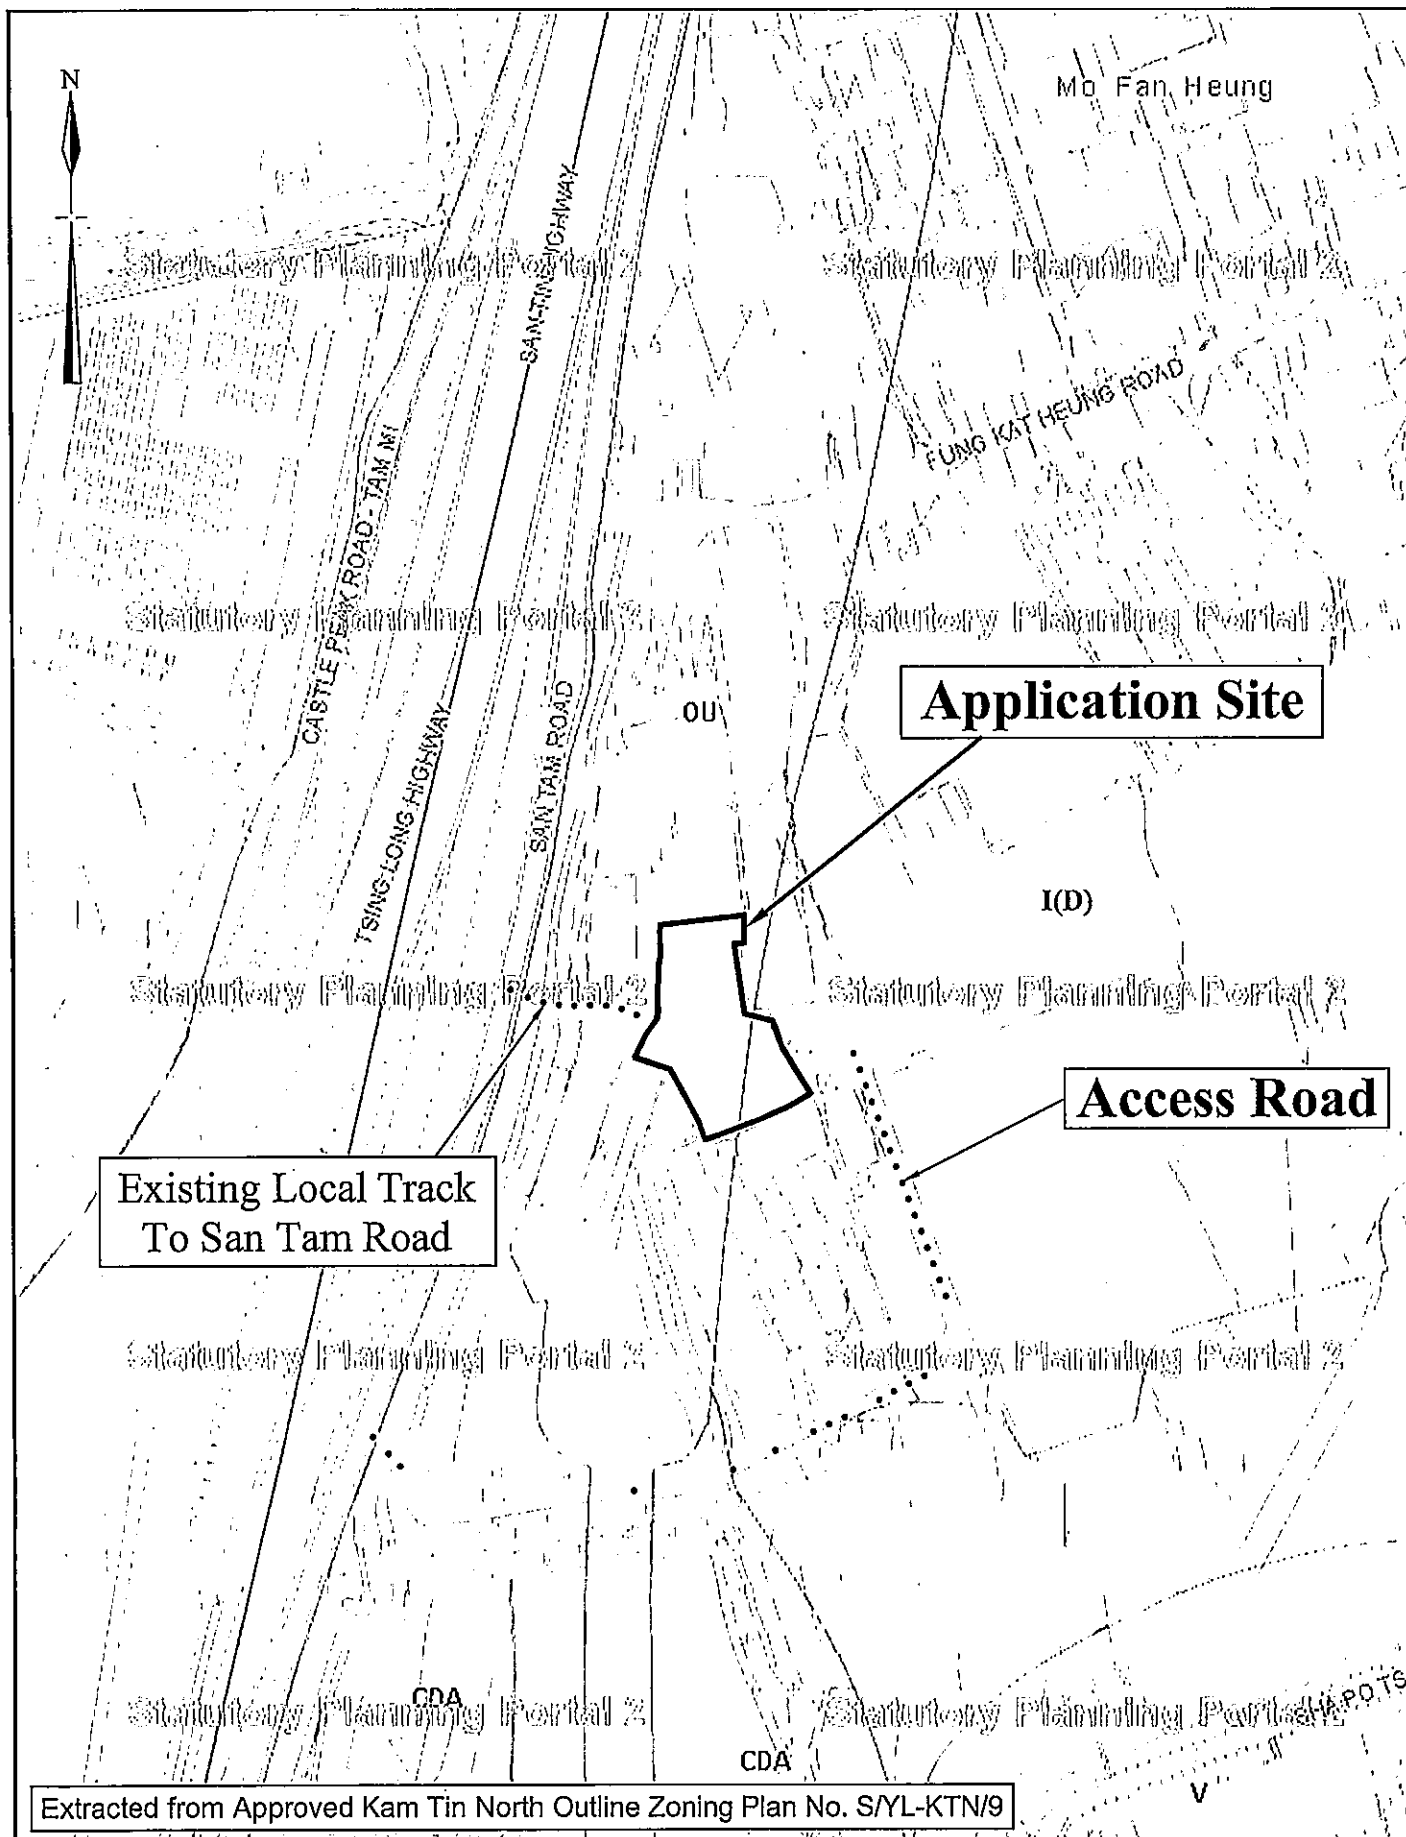 N
Mo Fan Heung
SAN TIN HIGHWAY
Statutory Planning Portal 2
Statutory Planning Portal 2
FUNG KAT HEUNG ROAD
CASTLE PEAK ROAD - TAM MI
Statutory Planning Portal 2
Statutory Planning Portal 2
OU
Application Site
SAN TAM ROAD
TSING LONG HIGHWAY
I(D)
Statutory Planning Portal 2
Statutory Planning Portal 2
Access Road
Existing Local Track
To San Tam Road
Statutory Planning Portal 2
Statutory Planning Portal 2
CDA
Statutory Planning Portal 2
Statutory Planning Portal 2
CDA
V
Extracted from Approved Kam Tin North Outline Zoning Plan No. S/YL-KTN/9